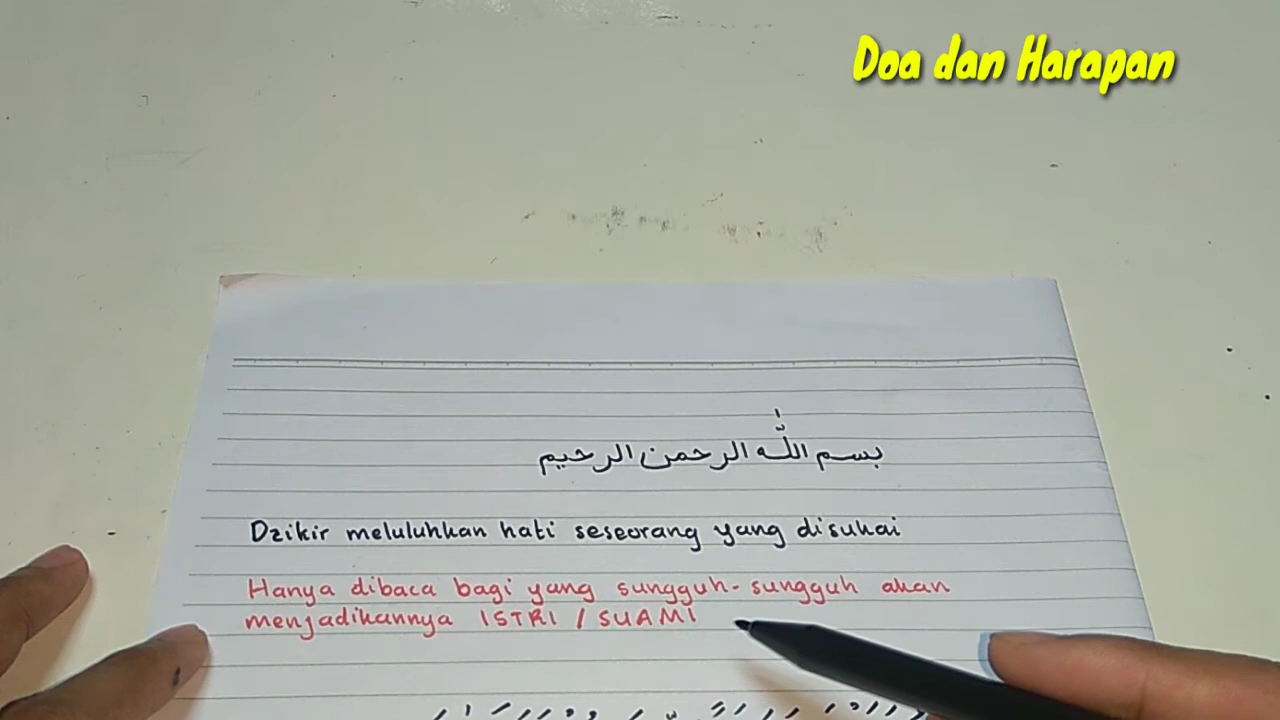 Doa dan Harapan
بسم اللّٰه الرحمن الرحيم
Dzikir meluluhkan hati seseorang yang disukai
Hanya dibaca bagi yang sungguh-sungguh akan
menjadikannya ISTRI / SUAMI